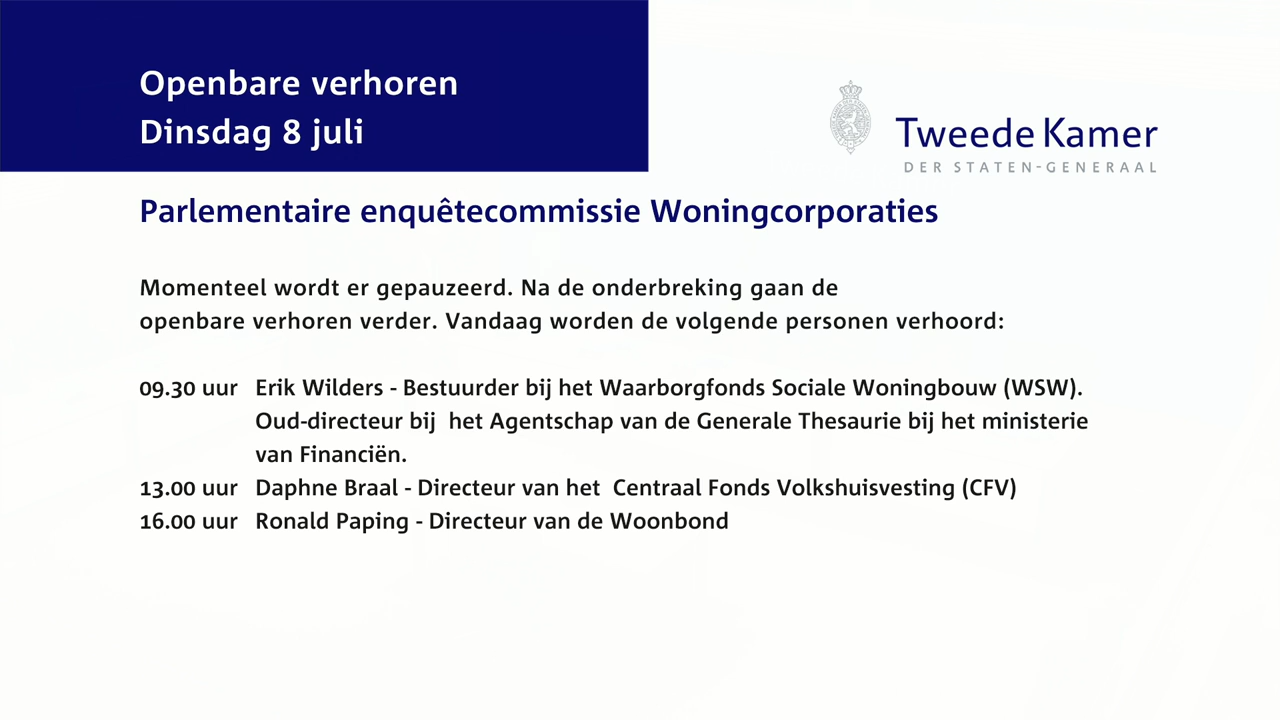 Openbare verhoren
Dinsdag 8 juli
Tweede Kamer
DER STATEN-GENERAAL
Parlementaire enquêtecommissie Woningcorporaties
Momenteel wordt er gepauzeerd. Na de onderbreking gaan de
openbare verhoren verder. Vandaag worden de volgende personen verhoord:
09.30 uur Erik Wilders - Bestuurder bij het Waarborgfonds Sociale Woningbouw (WSW).
Oud-directeur bij het Agentschap van de Generale Thesaurie bij het ministerie
van Financiën.
13.00 uur Daphne Braal - Directeur van het Centraal Fonds Volkshuisvesting (CFV)
16.00 uur Ronald Paping - Directeur van de Woonbond